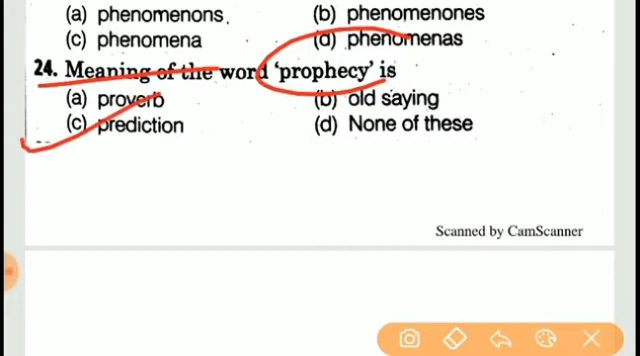 (a) phenomenons. (b) phenomenones
(c) phenomena (d) phenomenas
24. Meaning of the word 'prophecy' is
(a) proverb (b) old saying
(c) prediction (d) None of these
Scanned by CamScanner